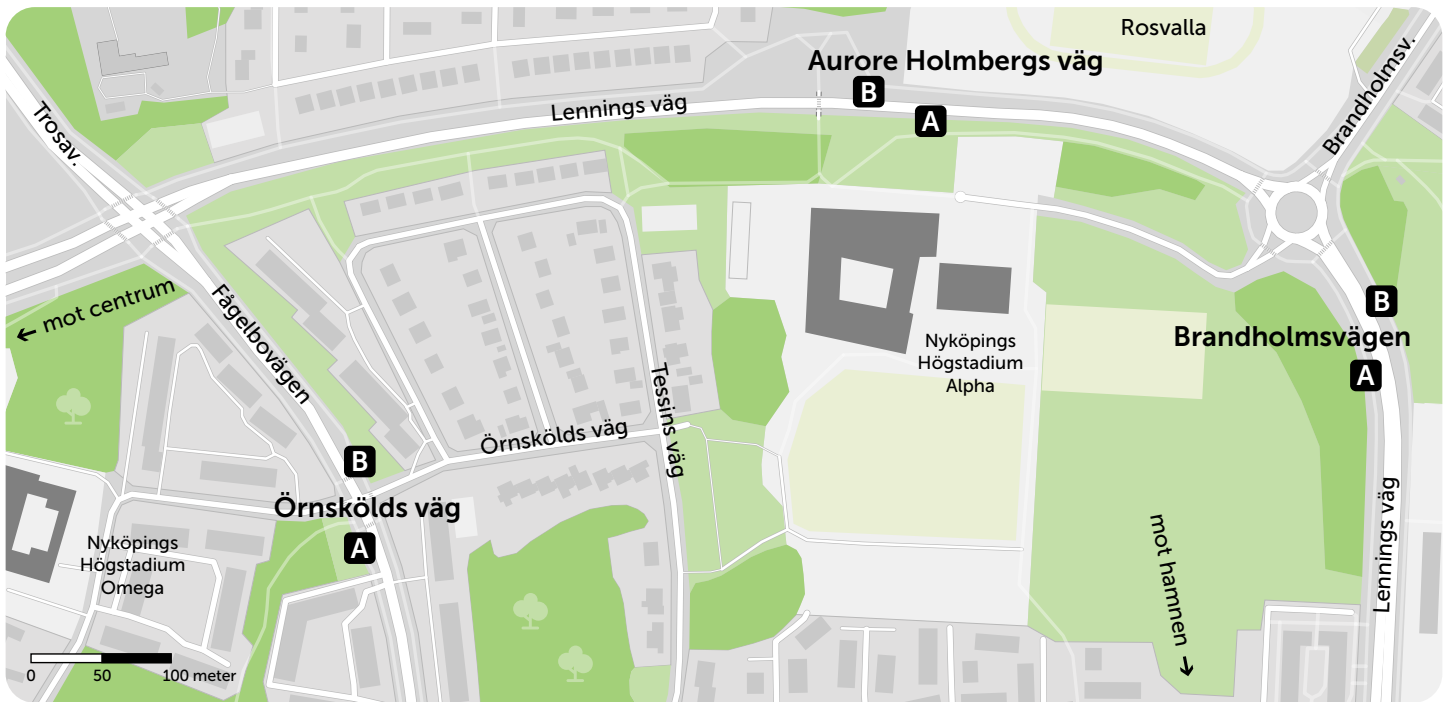 Rosvalla
Aurore Holmbergs väg
B
A
Lennings väg
Brandholmsv.
Trosav.
← mot centrum
Fågelbovägen
B
Brandholmsvägen
A
Nyköpings
Högstadium
Alpha
Tessins väg
Örnskölds väg
B
Örnskölds väg
A
Nyköpings
Högstadium
Omega
mot hamnen →
Lennings väg
0 50 100 meter